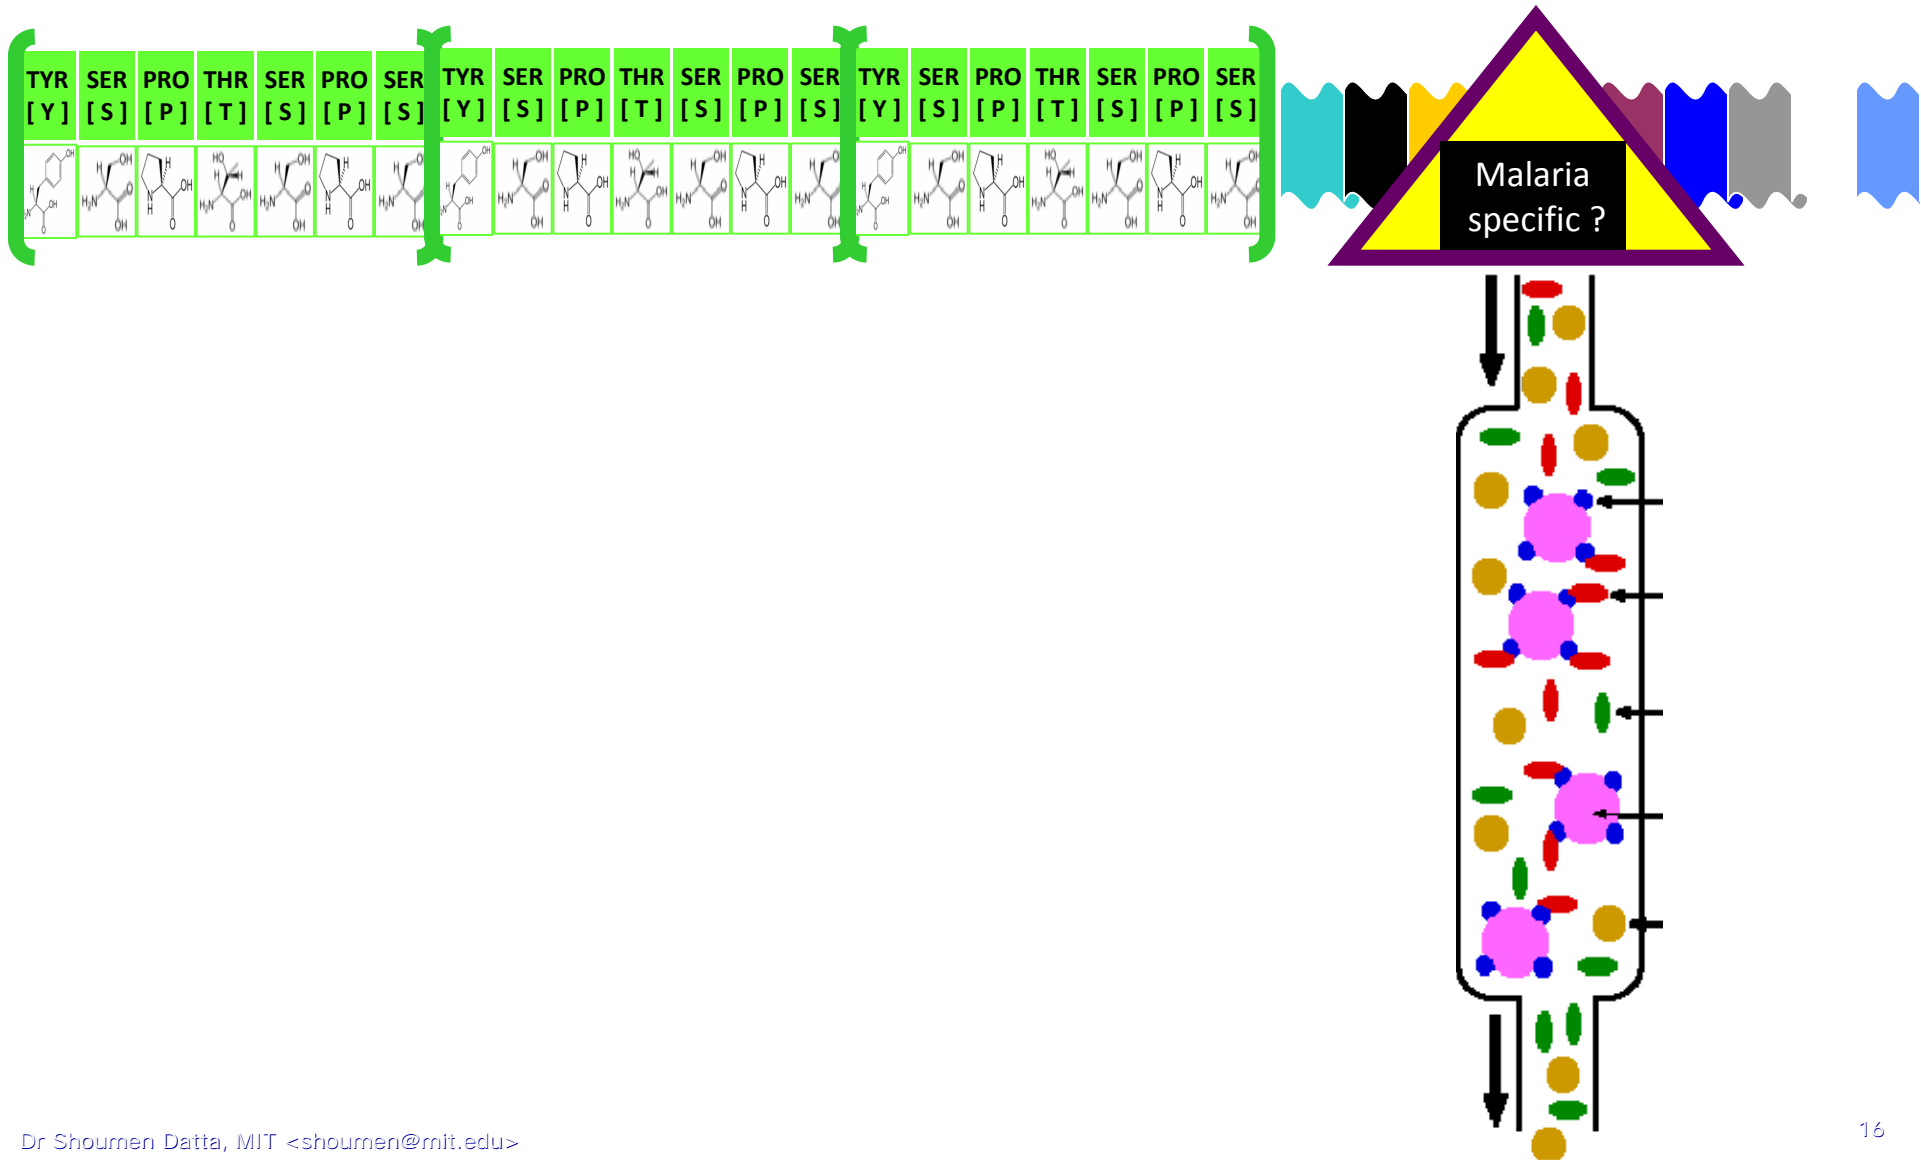 TYR SER PRO THR SER PRO SER TYR SER PRO THR SER PRO SER TYR SER PRO THR SER PRO SER
[ Y ] [ S ] [ P ] [ T ] [ S ] [ P ] [ S ] [ Y ] [ S ] [ P ] [ T ] [ S ] [ P ] [ S ] [ Y ] [ S ] [ P ] [ T ] [ S ] [ P ] [ S ]
Malaria
specific ?
Dr Shoumen Datta, MIT <shoumen@mit.edu>
16